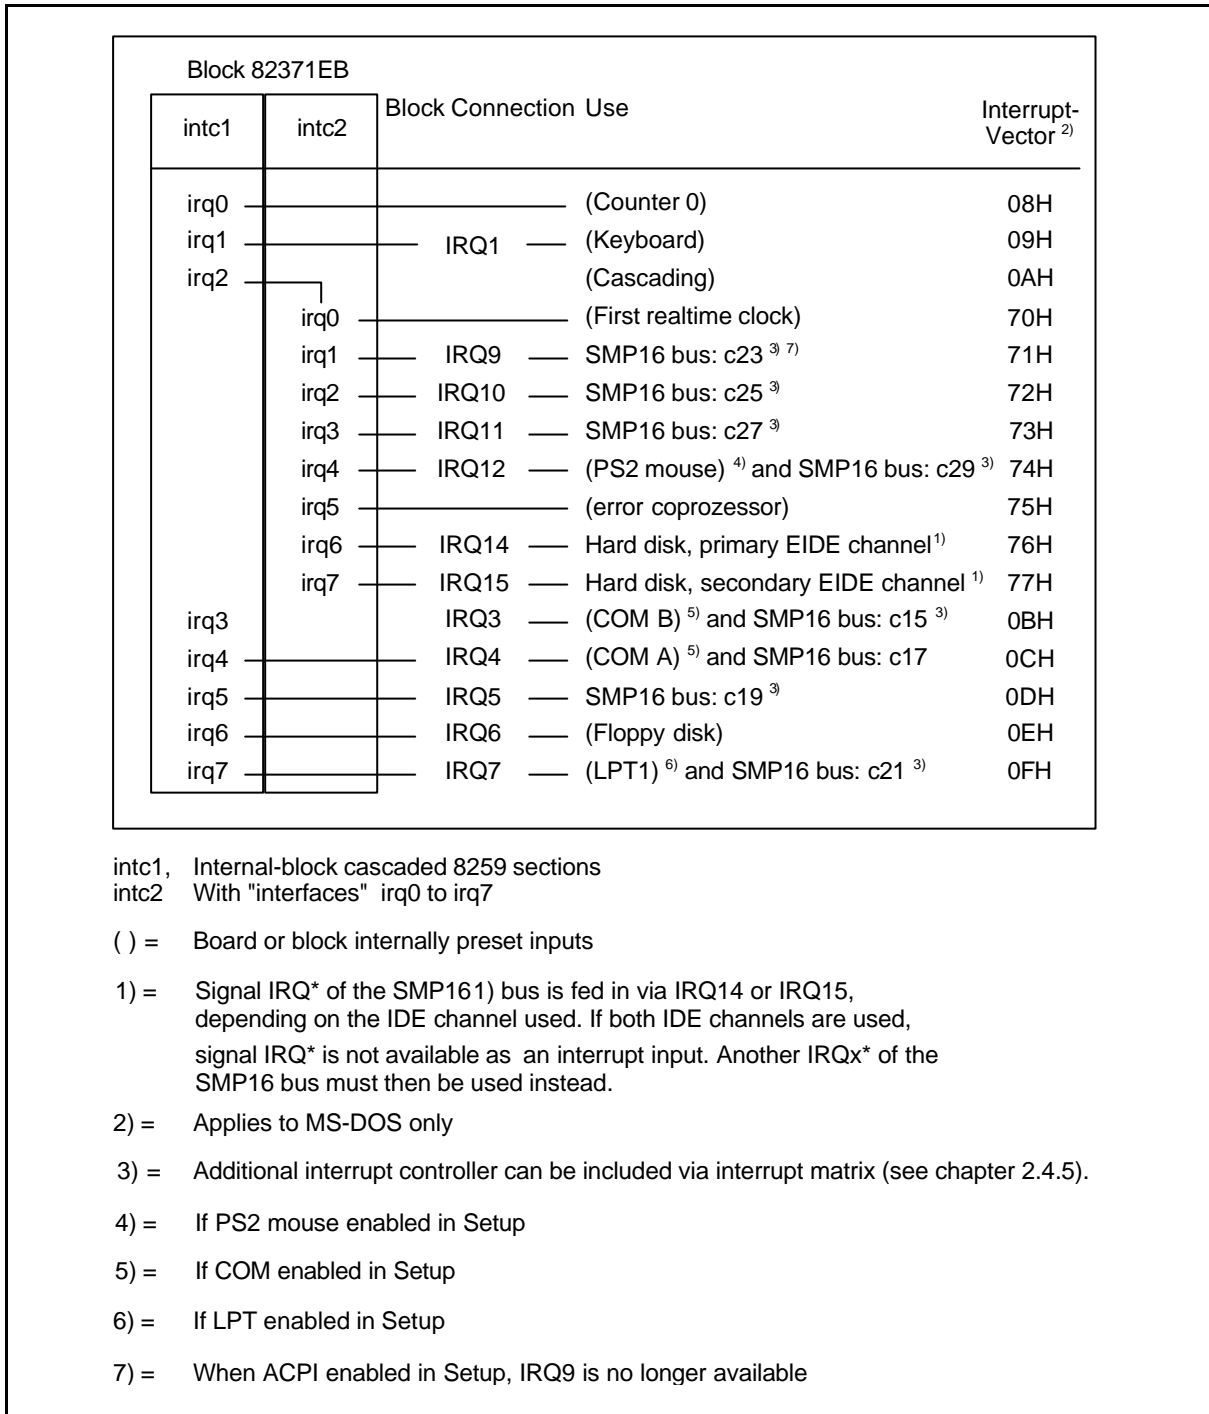 Block 82371EB
intc1 intc2 Block Connection Use Interrupt-
Vector 2)
irq0 (Counter 0) 08H
irq1 IRQ1 (Keyboard) 09H
irq2 (Cascading) 0AH
irq0 (First realtime clock) 70H
irq1 IRQ9 SMP16 bus: c23 3) 7) 71H
irq2 IRQ10 SMP16 bus: c25 3) 72H
irq3 IRQ11 SMP16 bus: c27 3) 73H
irq4 IRQ12 (PS2 mouse) 4) and SMP16 bus: c29 3) 74H
irq5 (error coprozessor) 75H
irq6 IRQ14 Hard disk, primary EIDE channel 1) 76H
irq7 IRQ15 Hard disk, secondary EIDE channel 1) 77H
irq3 IRQ3 (COM B) 5) and SMP16 bus: c15 3) 0BH
irq4 IRQ4 (COM A) 5) and SMP16 bus: c17 0CH
irq5 IRQ5 SMP16 bus: c19 3) 0DH
irq6 IRQ6 (Floppy disk) 0EH
irq7 IRQ7 (LPT1) 6) and SMP16 bus: c21 3) 0FH
intc1, Internal-block cascaded 8259 sections
intc2 With "interfaces" irq0 to irq7
( ) = Board or block internally preset inputs
1) = Signal IRQ* of the SMP161) bus is fed in via IRQ14 or IRQ15,
depending on the IDE channel used. If both IDE channels are used,
signal IRQ* is not available as an interrupt input. Another IRQx* of the
SMP16 bus must then be used instead.
2) = Applies to MS-DOS only
3) = Additional interrupt controller can be included via interrupt matrix (see chapter 2.4.5).
4) = If PS2 mouse enabled in Setup
5) = If COM enabled in Setup
6) = If LPT enabled in Setup
7) = When ACPI enabled in Setup, IRQ9 is no longer available